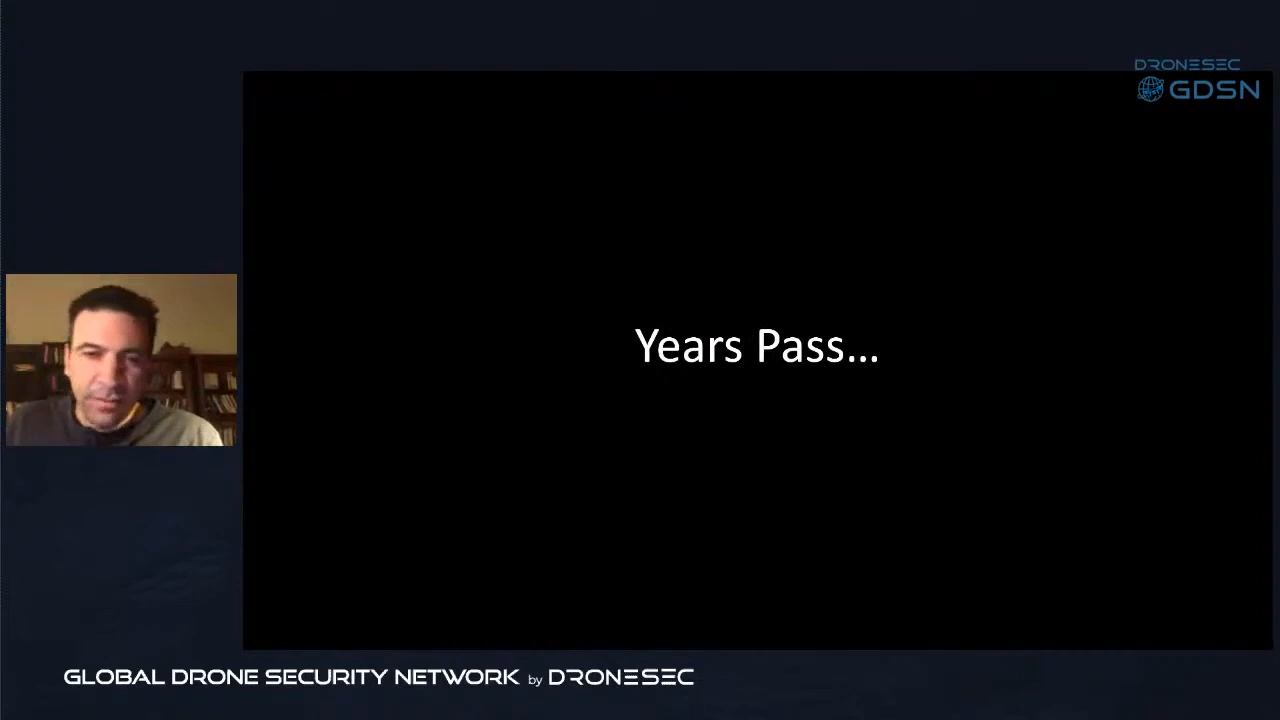 DRONESEC
GDSN
Years Pass...
GLOBAL DRONE SECURITY NETWORK by DRONESEC